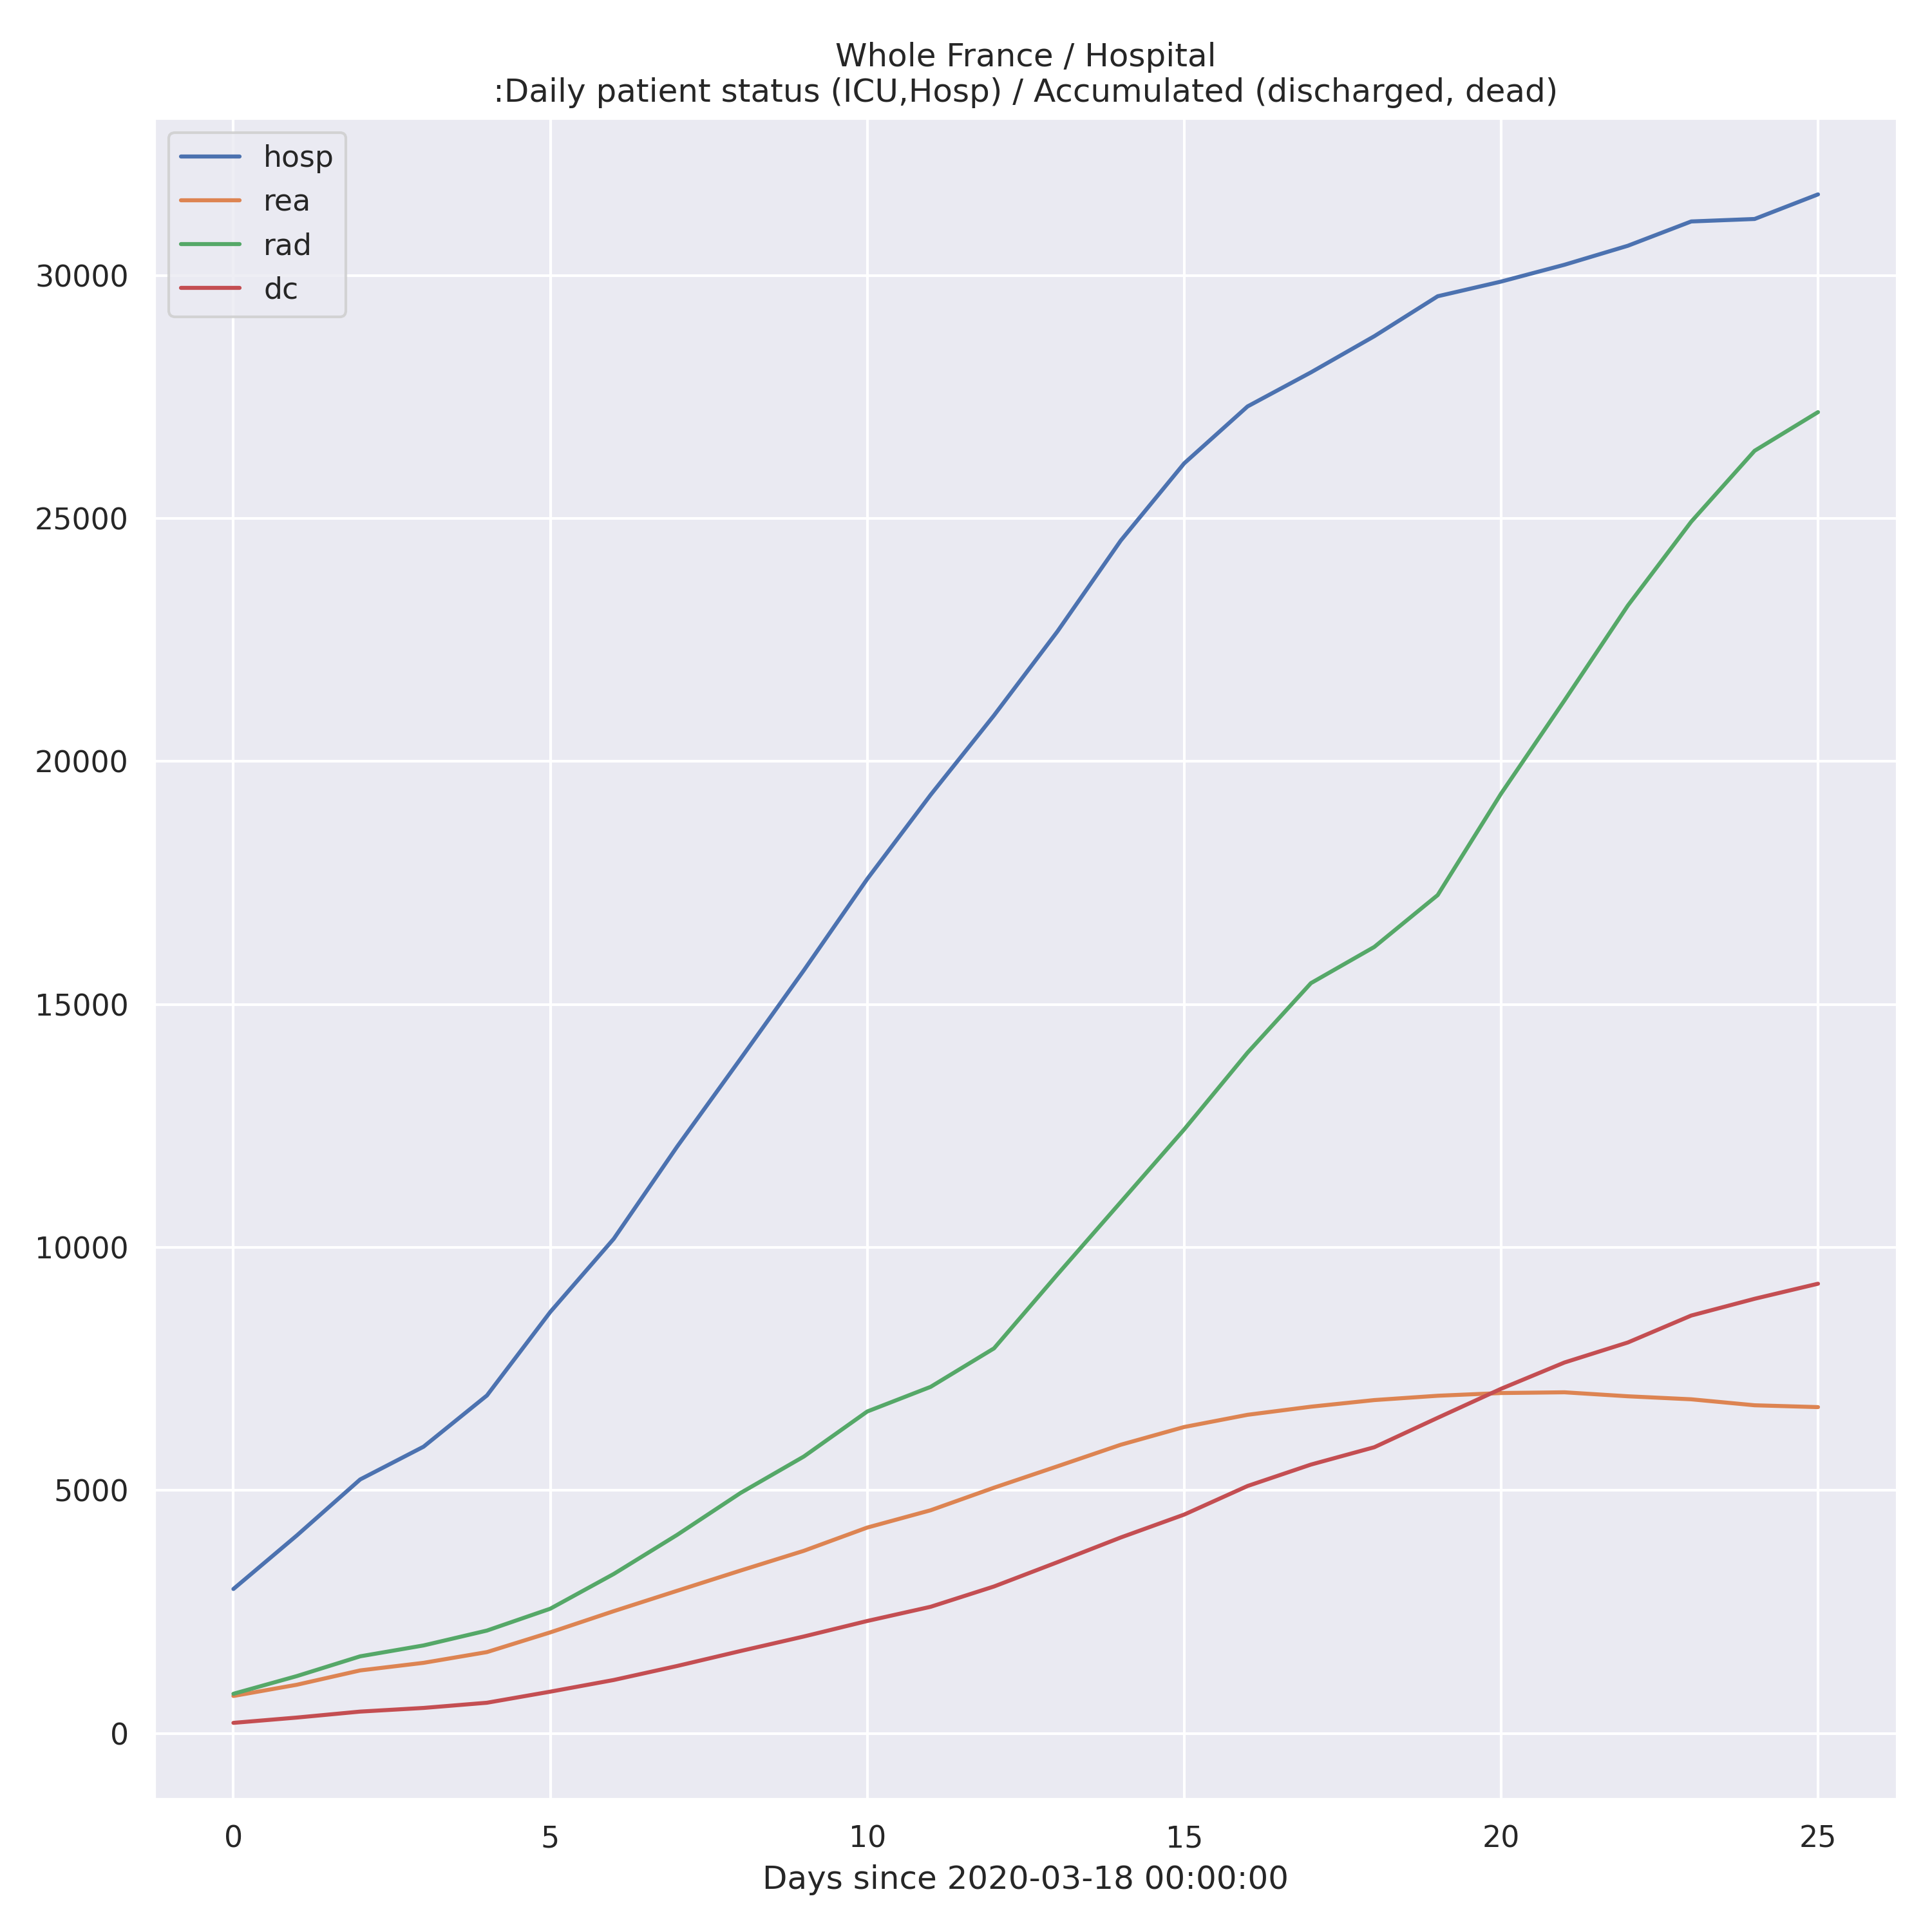 Whole France / Hospital
:Daily patient status (ICU,Hosp) / Accumulated (discharged, dead)
hosp
rea
rad
dc
30000
25000
20000
15000
10000
5000
0
0 5 10 15 20 25
Days since 2020-03-18 00:00:00